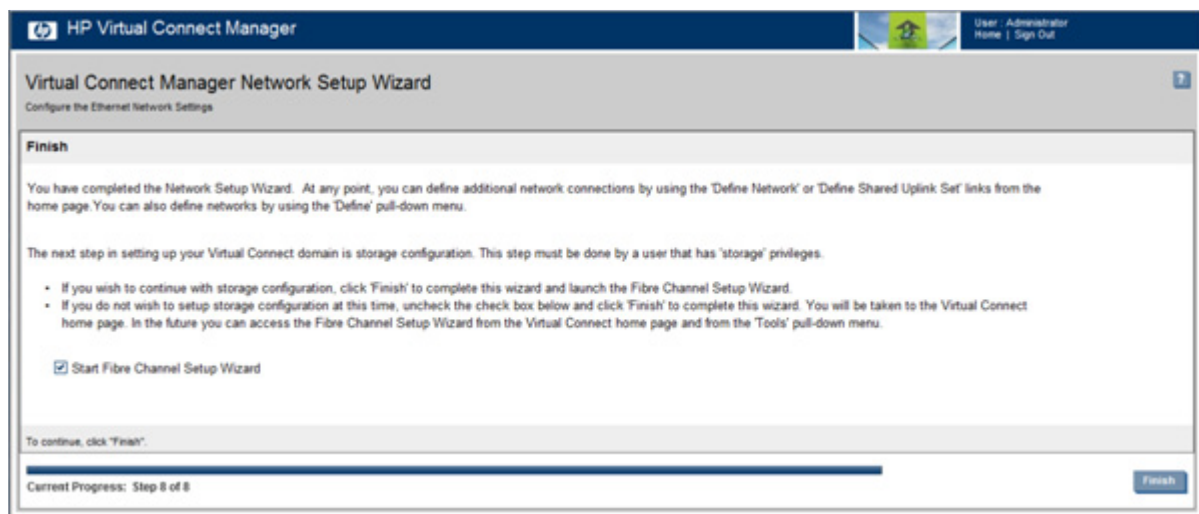 hp HP Virtual Connect Manager
User : Administrator
Home | Sign Out
Virtual Connect Manager Network Setup Wizard
?
Configure the Ethernet Network Settings
Finish
You have completed the Network Setup Wizard. At any point, you can define additional network connections by using the 'Define Network' or 'Define Shared Uplink Set' links from the
home page.You can also define networks by using the 'Define' pull-down menu.
The next step in setting up your Virtual Connect domain is storage configuration. This step must be done by a user that has 'storage' privileges.
• If you wish to continue with storage configuration, click 'Finish' to complete this wizard and launch the Fibre Channel Setup Wizard.
• If you do not wish to setup storage configuration at this time, uncheck the check box below and click 'Finish' to complete this wizard. You will be taken to the Virtual Connect
home page. In the future you can access the Fibre Channel Setup Wizard from the Virtual Connect home page and from the 'Tools' pull-down menu.
Start Fibre Channel Setup Wizard
To continue, click "Finish".
Current Progress: Step 8 of 8
Finish